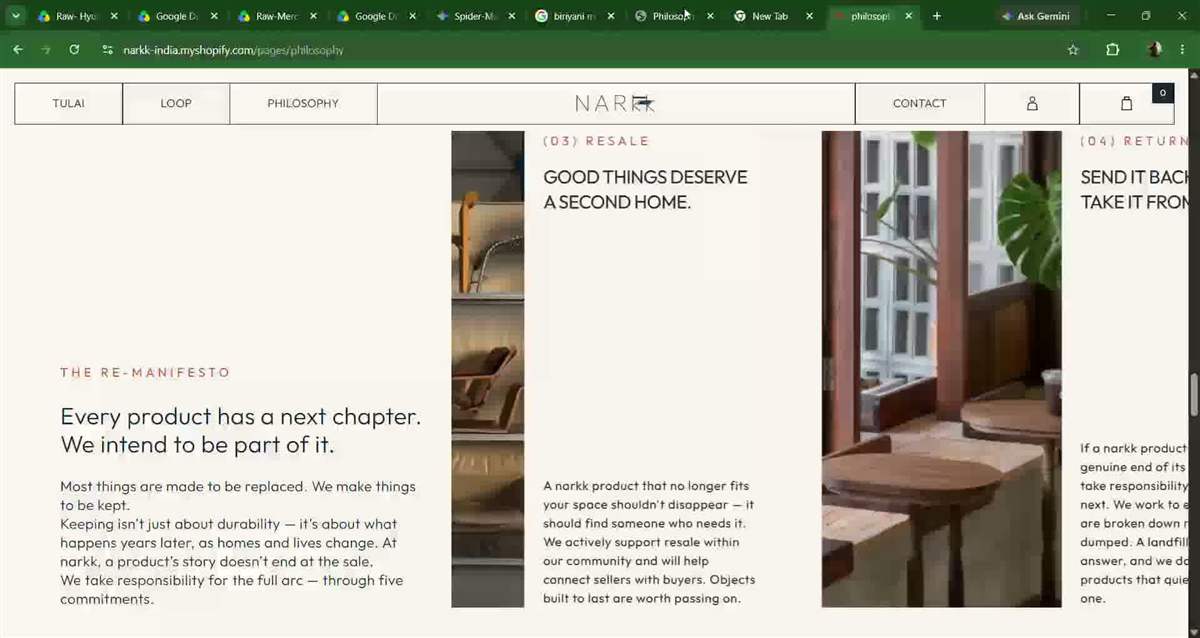 Raw- Hyu
Google D
Raw-Merc
Google D
Spider-M
biriyani m
Philosop
New Tab
philosopl
Ask Gemini
narkk-india.myshopify.com/pages/philosophy
TULAI
LOOP
PHILOSOPHY
NARKK
CONTACT
0
THE RE-MANIFESTO
Every product has a next chapter.
We intend to be part of it.
Most things are made to be replaced. We make things
to be kept.
Keeping isn't just about durability — it's about what
happens years later, as homes and lives change. At
narkk, a product's story doesn't end at the sale.
We take responsibility for the full arc — through five
commitments.
(03) RESALE
GOOD THINGS DESERVE
A SECOND HOME.
A narkk product that no longer fits
your space shouldn't disappear — it
should find someone who needs it.
We actively support resale within
our community and will help
connect sellers with buyers. Objects
built to last are worth passing on.
(04) RETURN
SEND IT BACK
TAKE IT FROM
If a narkk product
genuine end of its
take responsibility
next. We work to e
are broken down r
dumped. A landfill
answer, and we do
products that quie
one.